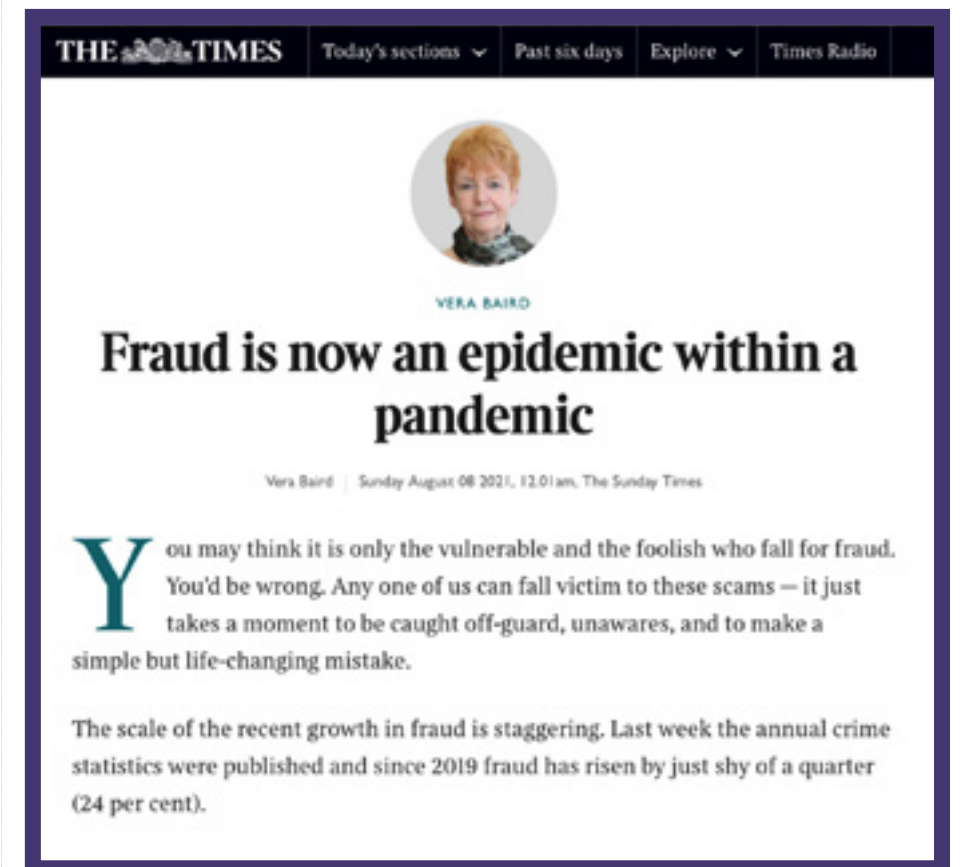 THE TIMES Today's sections Past six days Explore Times Radio
VERA BAIRD
Fraud is now an epidemic within a
pandemic
Vera Baird | Sunday August 08 2021, 12.01am, The Sunday Times
You may think it is only the vulnerable and the foolish who fall for fraud.
You'd be wrong. Any one of us can fall victim to these scams — it just
takes a moment to be caught off-guard, unawares, and to make a
simple but life-changing mistake.
The scale of the recent growth in fraud is staggering. Last week the annual crime
statistics were published and since 2019 fraud has risen by just shy of a quarter
(24 per cent).